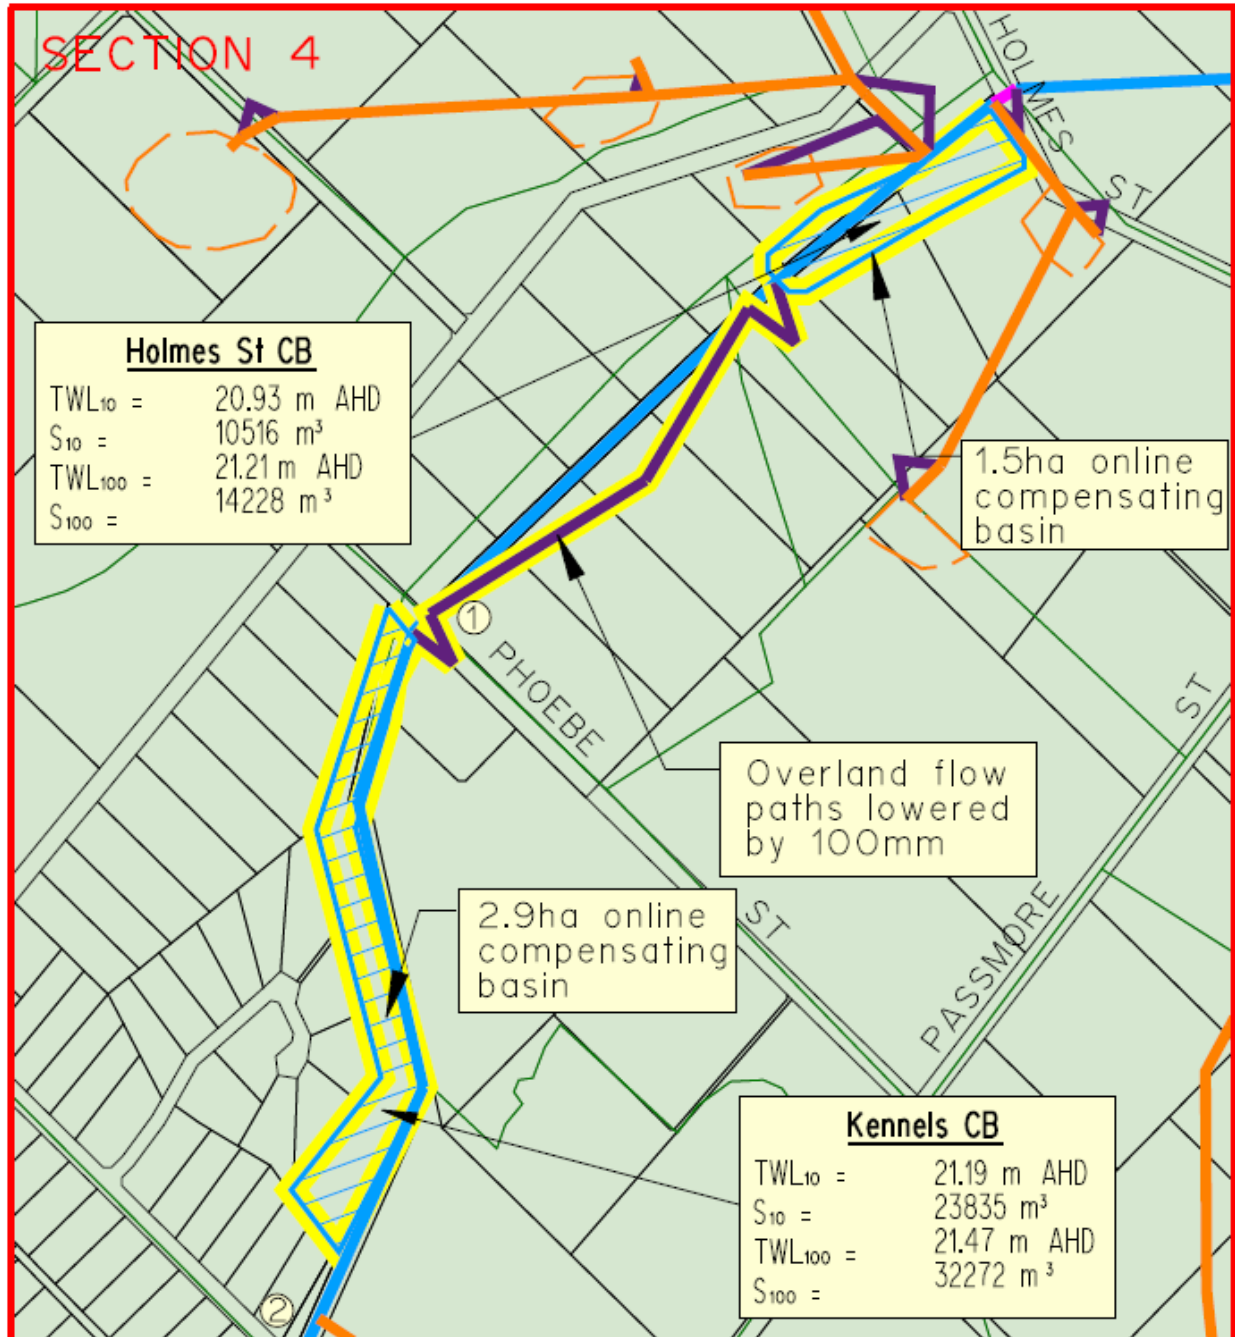 SECTION 4
HOLMES ST
Holmes St CB
TWL₁₀ = 20.93 m AHD
S₁₀ = 10516 m³
TWL₁₀₀ = 21.21 m AHD
S₁₀₀ = 14228 m³
1.5ha online
compensating
basin
1
PHOEBE ST
Overland flow
paths lowered
by 100mm
PASSMORE ST
2.9ha online
compensating
basin
Kennels CB
TWL₁₀ = 21.19 m AHD
S₁₀ = 23835 m³
TWL₁₀₀ = 21.47 m AHD
S₁₀₀ = 32272 m³
2